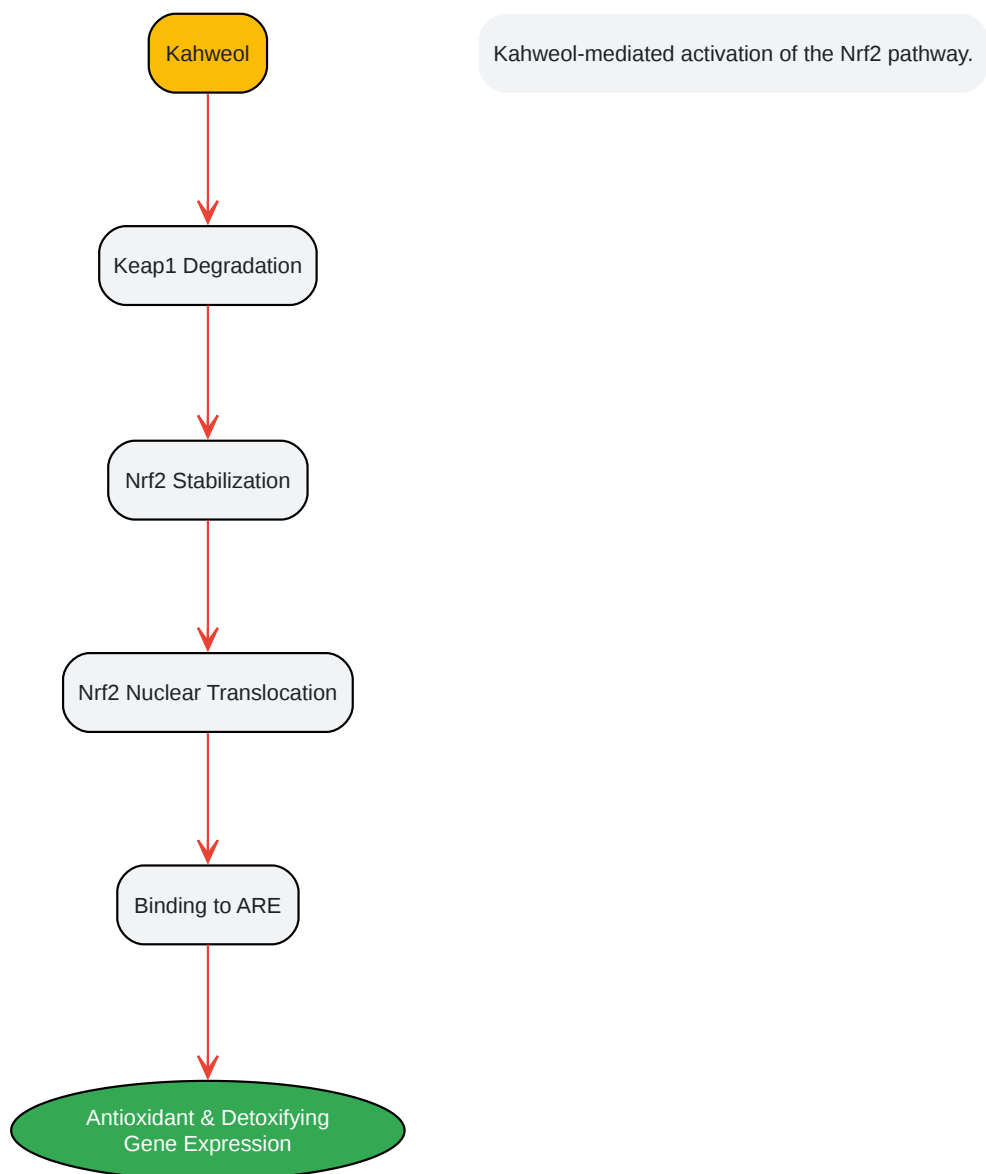 Kahweol
Kahweol-mediated activation of the Nrf2 pathway.
Keap1 Degradation
Nrf2 Stabilization
Nrf2 Nuclear Translocation
Binding to ARE
Antioxidant & Detoxifying
Gene Expression